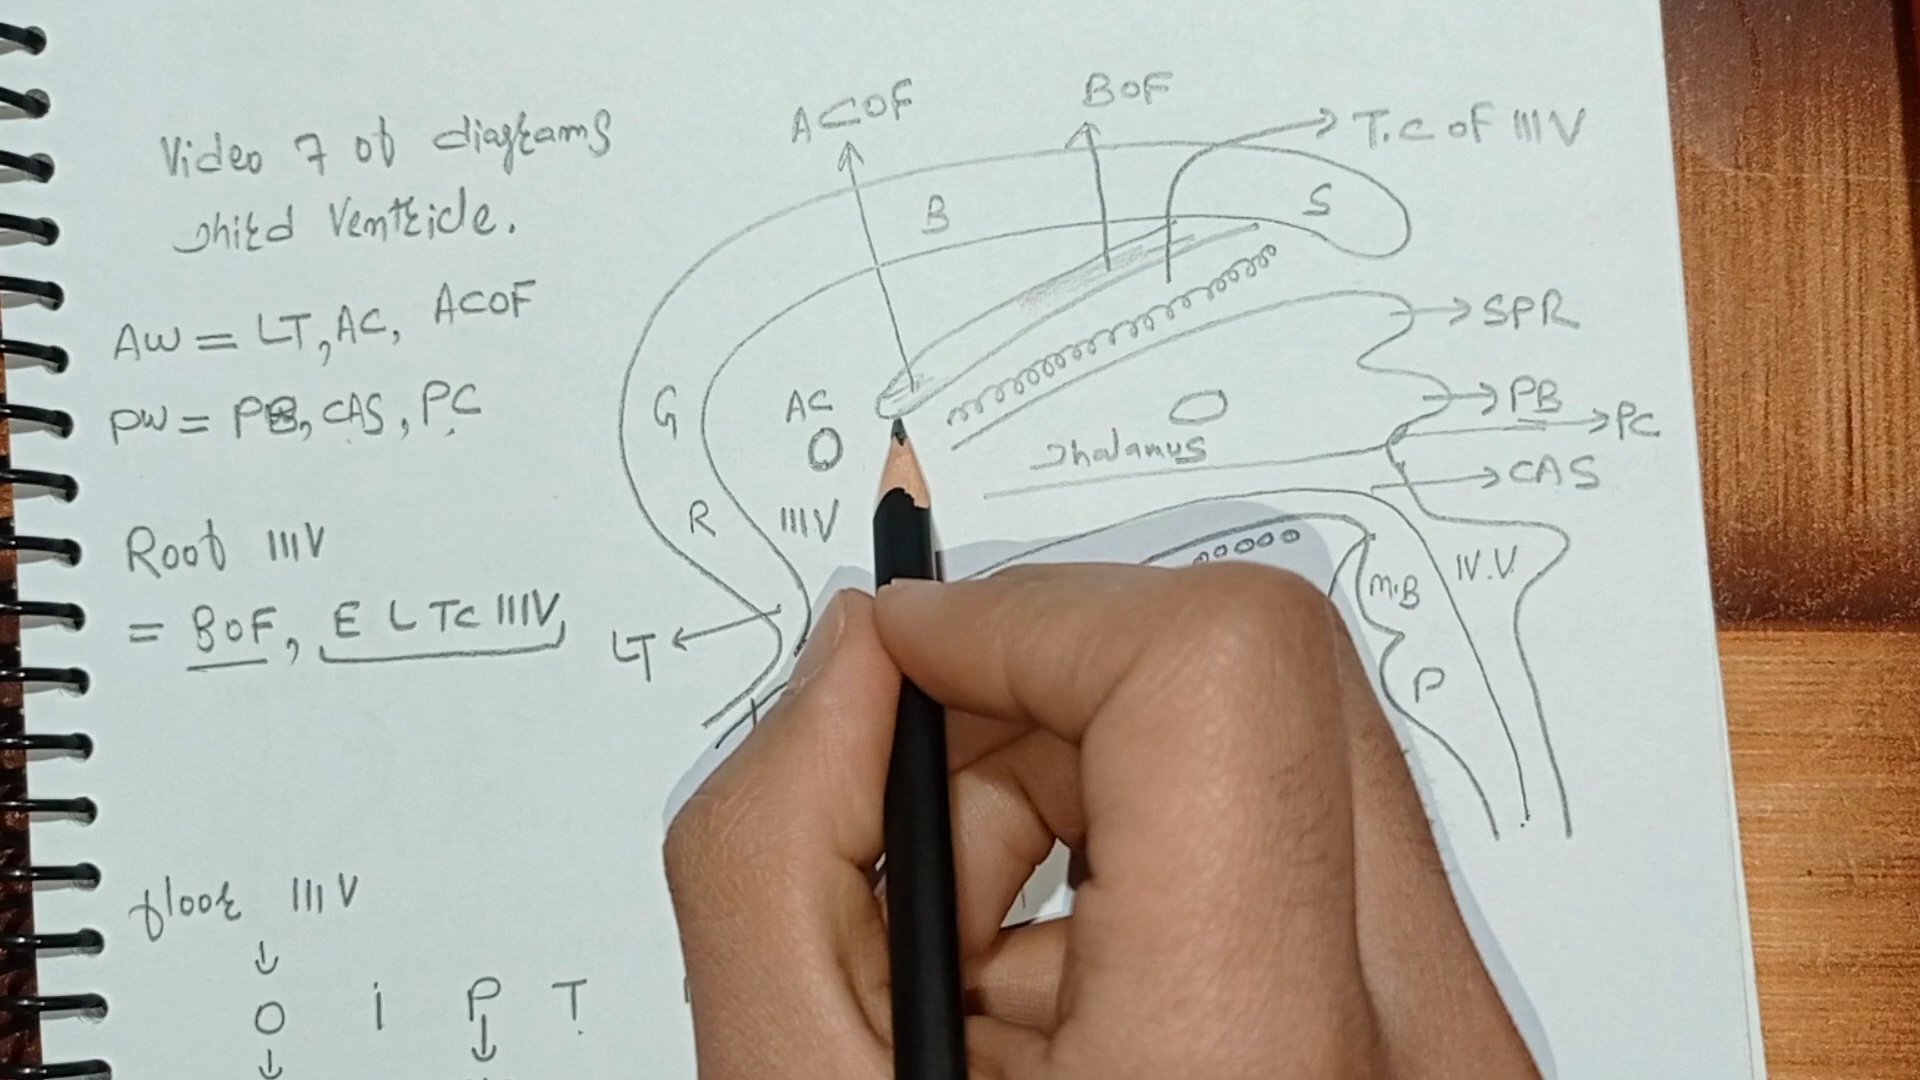 Video 7 of diagrams
Third Ventricle.
AW = LT, AC, ACOF
PW = PB, CAS, PC
Roof IIIV
= BOF, E L TC IIIV,
floor IIIV
↓
O i P T
↓ ↓
ACOF
BOF
T.C OF IIIV
B
S
SPR
G
AC
PB
PC
Thalamus
CAS
R
IIIV
M.B
IV.V.
LT
P